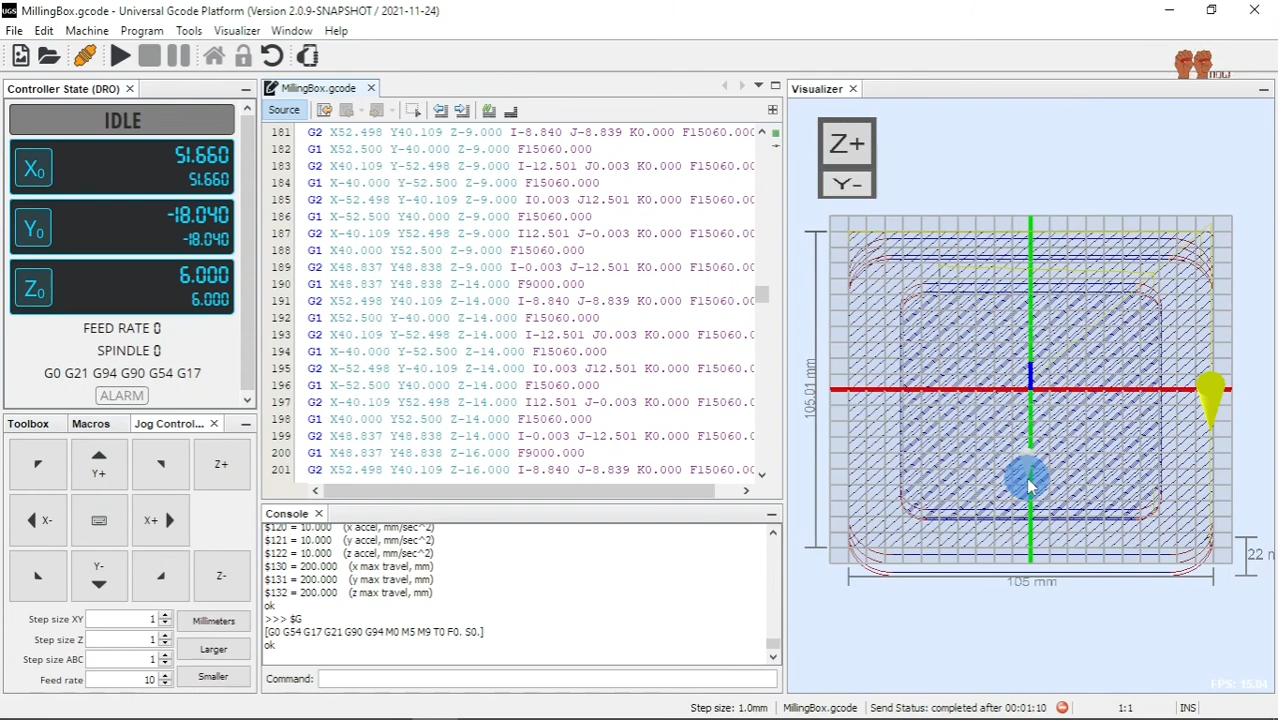 UGS MillingBox.gcode - Universal Gcode Platform (Version 2.0.9-SNAPSHOT / 2021-11-24)
File Edit Machine Program Tools Visualizer Window Help
now
Controller State (DRO)
IDLE
X0 51.660
51.660
Y0 -18.040
-18.040
Z0 6.000
6.000
FEED RATE 0
SPINDLE 0
G0 G21 G94 G90 G54 G17
ALARM
Toolbox Macros Jog Control...
Y+ Z+
X- X+
Y- Z-
Step size XY 1 Millimeters
Step size Z 1
Step size ABC 1 Larger
Feed rate 10 Smaller
MillingBox.gcode
Source
181 G2 X52.498 Y40.109 Z-9.000 I-8.840 J-8.839 K0.000 F15060.000
182 G1 X52.500 Y-40.000 Z-9.000 F15060.000
183 G2 X40.109 Y-52.498 Z-9.000 I-12.501 J0.003 K0.000 F15060.000
184 G1 X-40.000 Y-52.500 Z-9.000 F15060.000
185 G2 X-52.498 Y-40.109 Z-9.000 I0.003 J12.501 K0.000 F15060.000
186 G1 X-52.500 Y40.000 Z-9.000 F15060.000
187 G2 X-40.109 Y52.498 Z-9.000 I12.501 J-0.003 K0.000 F15060.00
188 G1 X40.000 Y52.500 Z-9.000 F15060.000
189 G2 X48.837 Y48.838 Z-9.000 I-0.003 J-12.501 K0.000 F15060.00
190 G1 X48.837 Y48.838 Z-14.000 F9000.000
191 G2 X52.498 Y40.109 Z-14.000 I-8.840 J-8.839 K0.000 F15060.00
192 G1 X52.500 Y-40.000 Z-14.000 F15060.000
193 G2 X40.109 Y-52.498 Z-14.000 I-12.501 J0.003 K0.000 F15060.00
194 G1 X-40.000 Y-52.500 Z-14.000 F15060.000
195 G2 X-52.498 Y-40.109 Z-14.000 I0.003 J12.501 K0.000 F15060.00
196 G1 X-52.500 Y40.000 Z-14.000 F15060.000
197 G2 X-40.109 Y52.498 Z-14.000 I12.501 J-0.003 K0.000 F15060.0
198 G1 X40.000 Y52.500 Z-14.000 F15060.000
199 G2 X48.837 Y48.838 Z-14.000 I-0.003 J-12.501 K0.000 F15060.0
200 G1 X48.837 Y48.838 Z-16.000 F9000.000
201 G2 X52.498 Y40.109 Z-16.000 I-8.840 J-8.839 K0.000 F15060.00
Console
$120 = 10.000 (x accel, mm/sec^2)
$121 = 10.000 (y accel, mm/sec^2)
$122 = 10.000 (z accel, mm/sec^2)
$130 = 200.000 (x max travel, mm)
$131 = 200.000 (y max travel, mm)
$132 = 200.000 (z max travel, mm)
ok
>>> $G
[G0 G54 G17 G21 G90 G94 M0 M5 M9 T0 F0. S0.]
ok
Command:
Visualizer
Z+
Y-
105.01 mm
22 m
105 mm
FPS: 15.04
Step size: 1.0mm MillingBox.gcode Send Status: completed after 00:01:10 1:1 INS